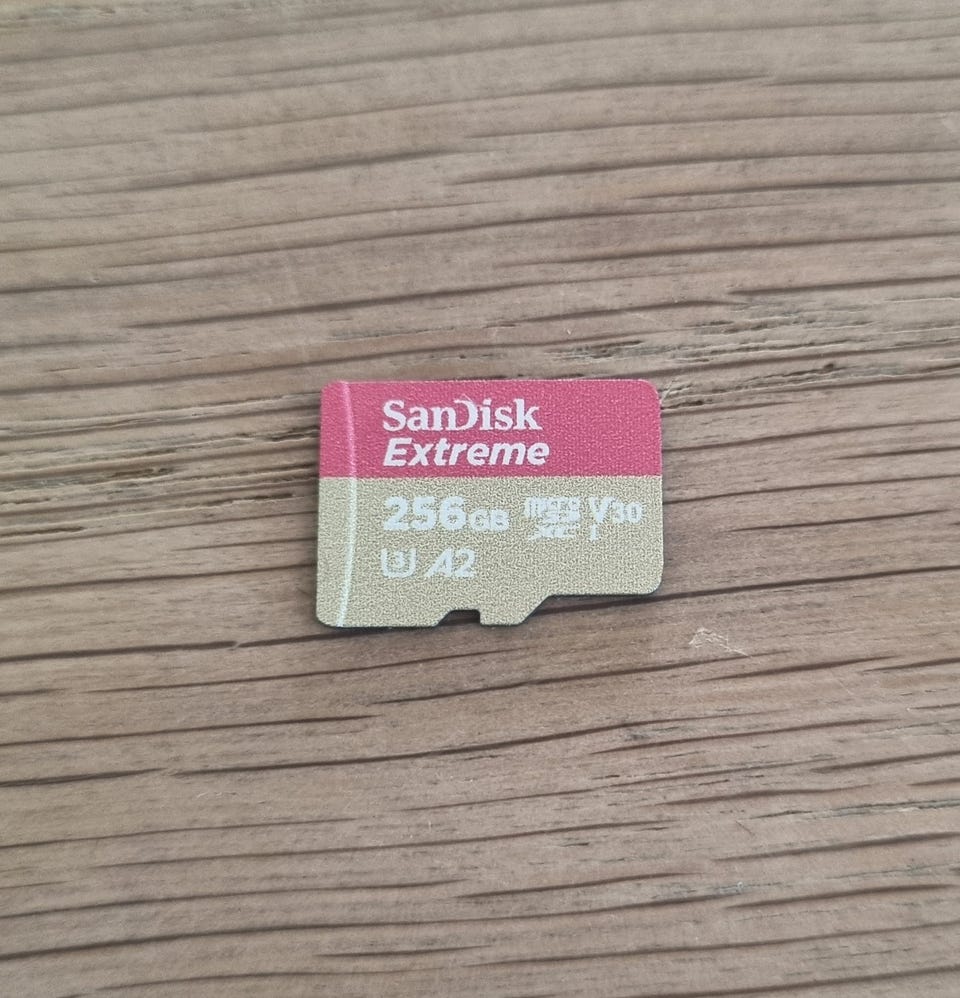 SanDisk
Extreme
256GB microSDXC V30
I
U3 A2